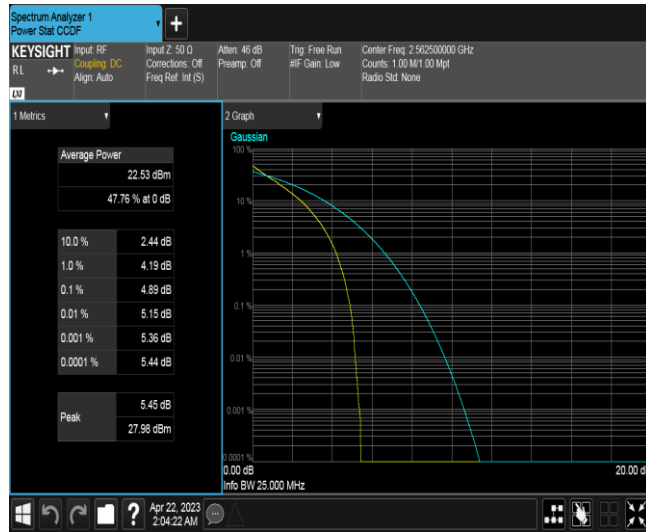 Spectrum Analyzer 1
Power Stat CCDF
+
KEYSIGHT
RL
LXI
Input: RF
Coupling: DC
Align: Auto
Input Z: 50 Ω
Corrections: Off
Freq Ref: Int (S)
Atten: 46 dB
Preamp: Off
Trig: Free Run
#IF Gain: Low
Center Freq: 2.562500000 GHz
Counts: 1.00 M/1.00 Mpt
Radio Std: None
1 Metrics
Average Power
22.53 dBm
47.76 % at 0 dB
10.0 % 2.44 dB
1.0 % 4.19 dB
0.1 % 4.89 dB
0.01 % 5.15 dB
0.001 % 5.36 dB
0.0001 % 5.44 dB
Peak
5.45 dB
27.98 dBm
2 Graph
Gaussian
100 %
10 %
1 %
0.1 %
0.01 %
0.001 %
0.0001 %
0.00 dB
20.00 d
Info BW 25.000 MHz
?
Apr 22, 2023
2:04:22 AM